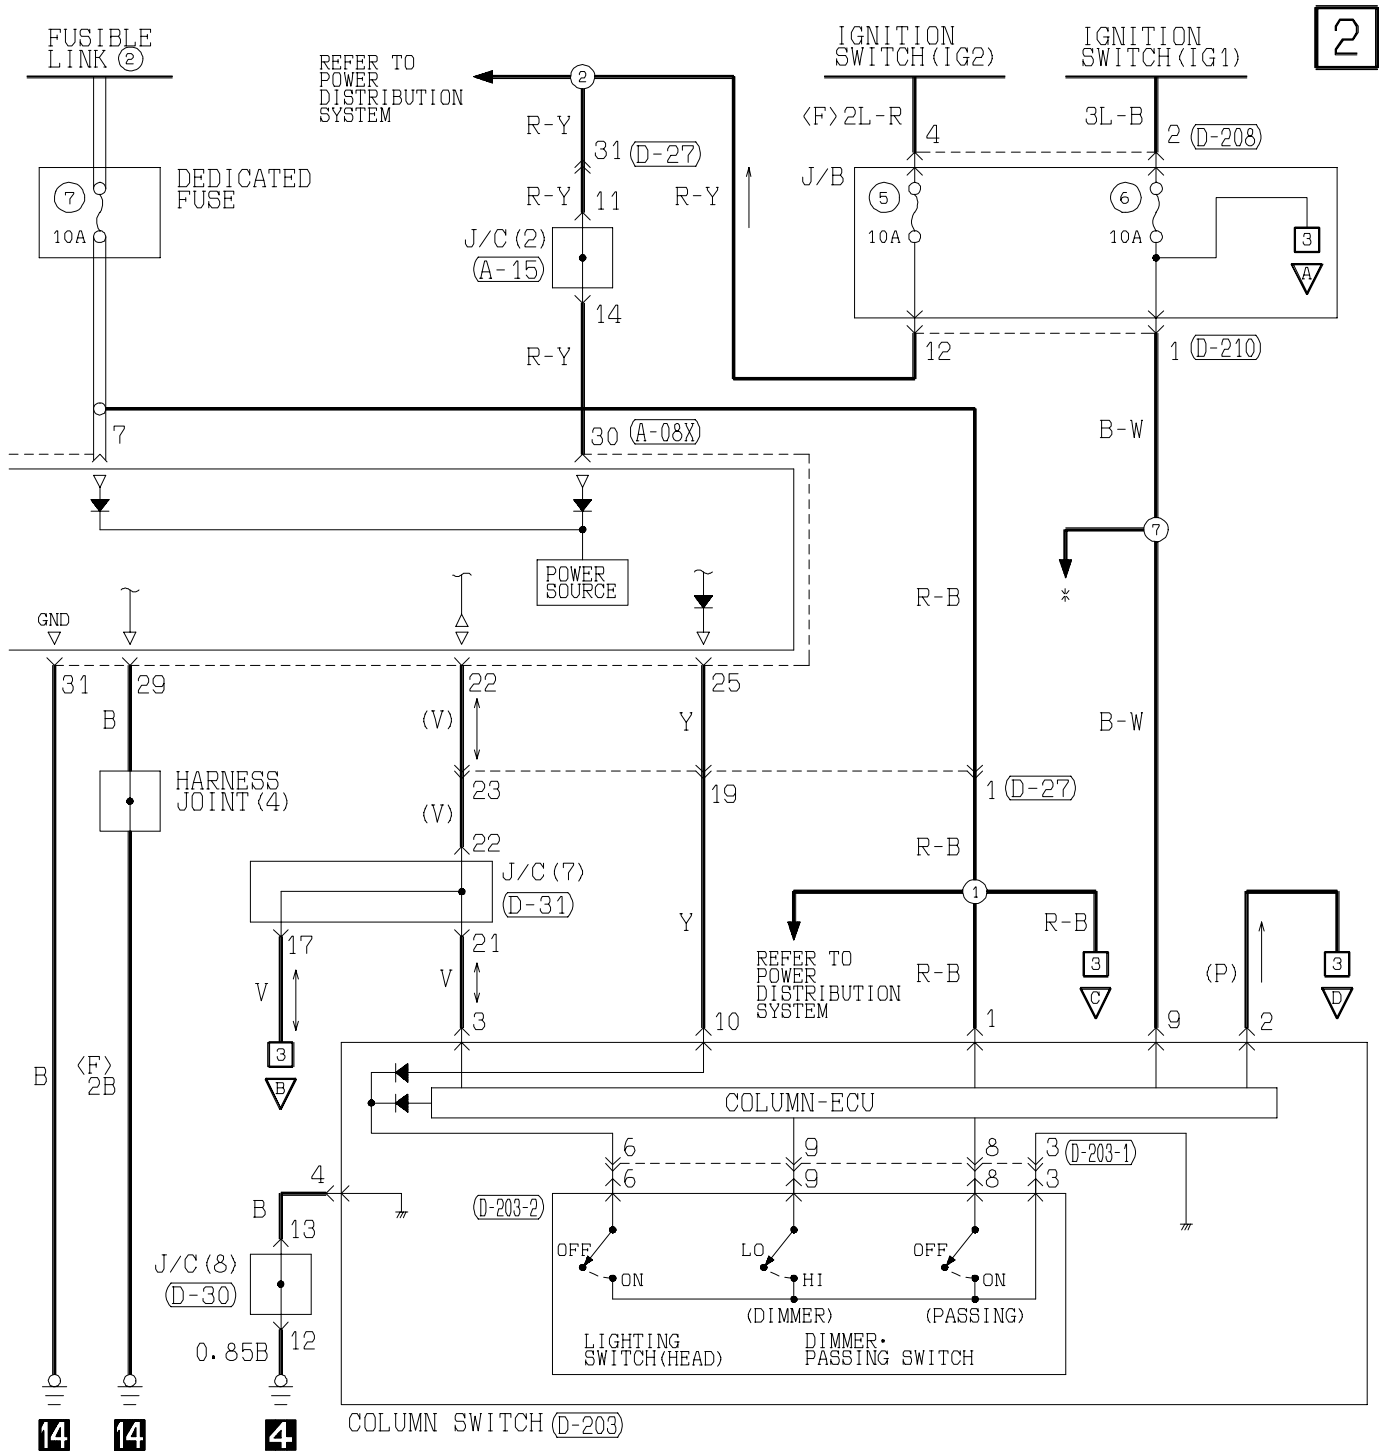 2
FUSIBLE
LINK ②
REFER TO
POWER
DISTRIBUTION
SYSTEM
②
IGNITION
SWITCH(IG2)
IGNITION
SWITCH(IG1)
R-Y
〈F〉2L-R
4
3L-B
2 (D-208)
31 (D-27)
⑦
10A
DEDICATED
FUSE
R-Y
11
R-Y
J/B
⑤
10A
⑥
10A
3
A
J/C(2)
(A-15)
14
R-Y
12
1 (D-210)
7
30 (A-08X)
B-W
⑦
*
POWER
SOURCE
R-B
GND
31
29
22
25
B
(V)
Y
B-W
HARNESS
JOINT(4)
23
19
1 (D-27)
(V)
22
R-B
J/C(7)
(D-31)
①
17
21
Y
R-B
3
C
REFER TO
POWER
DISTRIBUTION
SYSTEM
R-B
(P)
3
D
V
V
3
10
1
9
2
3
B
B
〈F〉
2B
COLUMN-ECU
6
9
8
3 (D-203-1)
6
9
8
3
(D-203-2)
4
B
13
J/C(8)
(D-30)
12
0.85B
OFF
ON
LO
HI
OFF
ON
(DIMMER)
(PASSING)
LIGHTING
SWITCH(HEAD)
DIMMER·
PASSING SWITCH
14
14
4
COLUMN SWITCH (D-203)